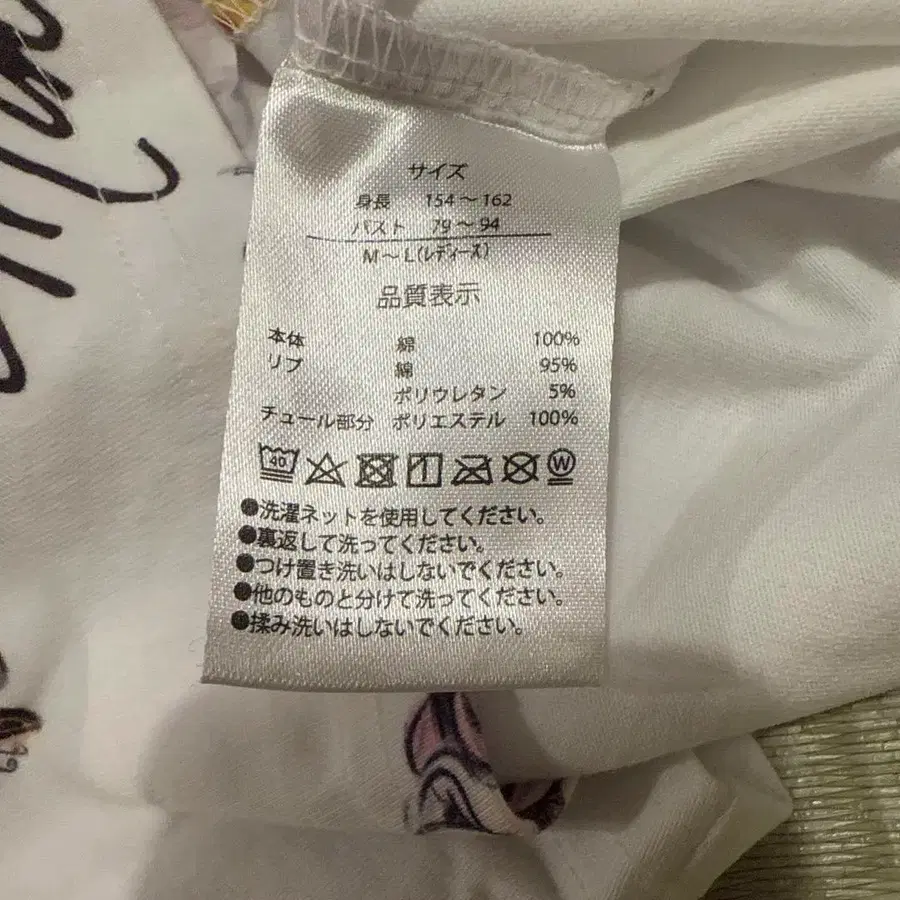 サイズ
身長 154～162
バスト 79～94
M～L(レディース)
品質表示
本体 綿 100%
リブ 綿 95%
ポリウレタン 5%
チュール部分 ポリエステル 100%
40 W
●洗濯ネットを使用してください。
●裏返して洗ってください。
●つけ置き洗いはしないでください。
●他のものと分けて洗ってください。
●揉み洗いはしないでください。